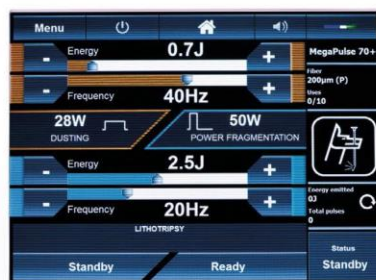 Menu
MegaPulse 70+
Energy
0.7J
-
+
Frequency
40Hz
-
+
Fiber
200µm (P)
Uses
0/10
28W
DUSTING
50W
POWER FRAGMENTATION
Energy
2.5J
-
+
Frequency
20Hz
-
+
LITHOTRIPSY
Energy emitted
0J
Total pulses
0
Standby
Ready
Status
Standby